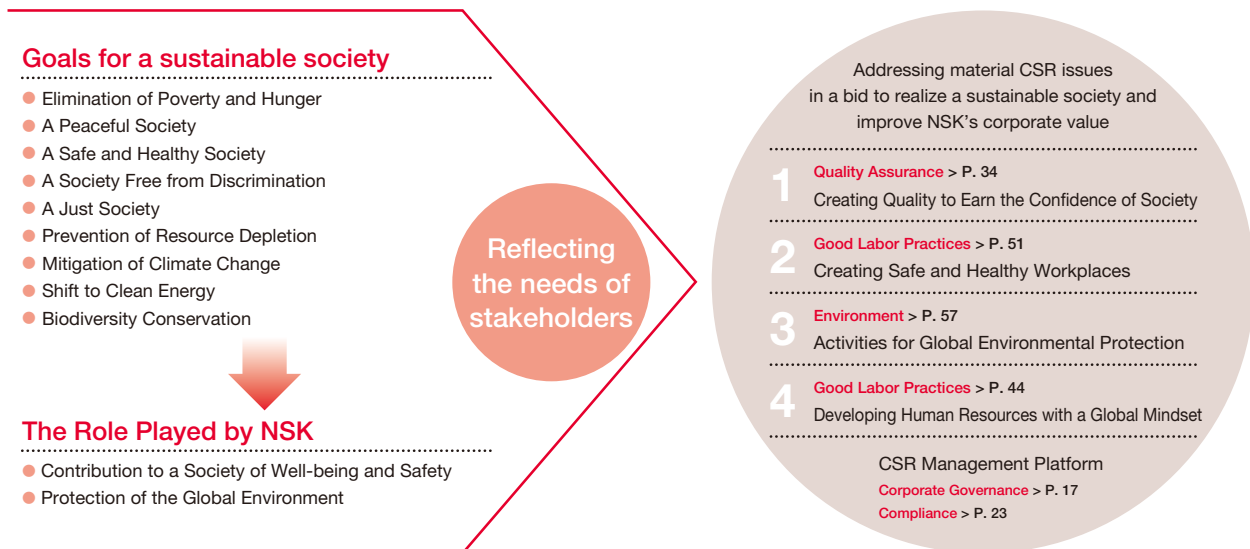 Goals for a sustainable society
Elimination of Poverty and Hunger
A Peaceful Society
A Safe and Healthy Society
A Society Free from Discrimination
A Just Society
Prevention of Resource Depletion
Mitigation of Climate Change
Shift to Clean Energy
Biodiversity Conservation
The Role Played by NSK
Contribution to a Society of Well-being and Safety
Protection of the Global Environment
Reflecting
the needs of
stakeholders
Addressing material CSR issues
in a bid to realize a sustainable society and
improve NSK's corporate value
1
Quality Assurance > P. 34
Creating Quality to Earn the Confidence of Society
2
Good Labor Practices > P. 51
Creating Safe and Healthy Workplaces
3
Environment > P. 57
Activities for Global Environmental Protection
4
Good Labor Practices > P. 44
Developing Human Resources with a Global Mindset
CSR Management Platform
Corporate Governance > P. 17
Compliance > P. 23